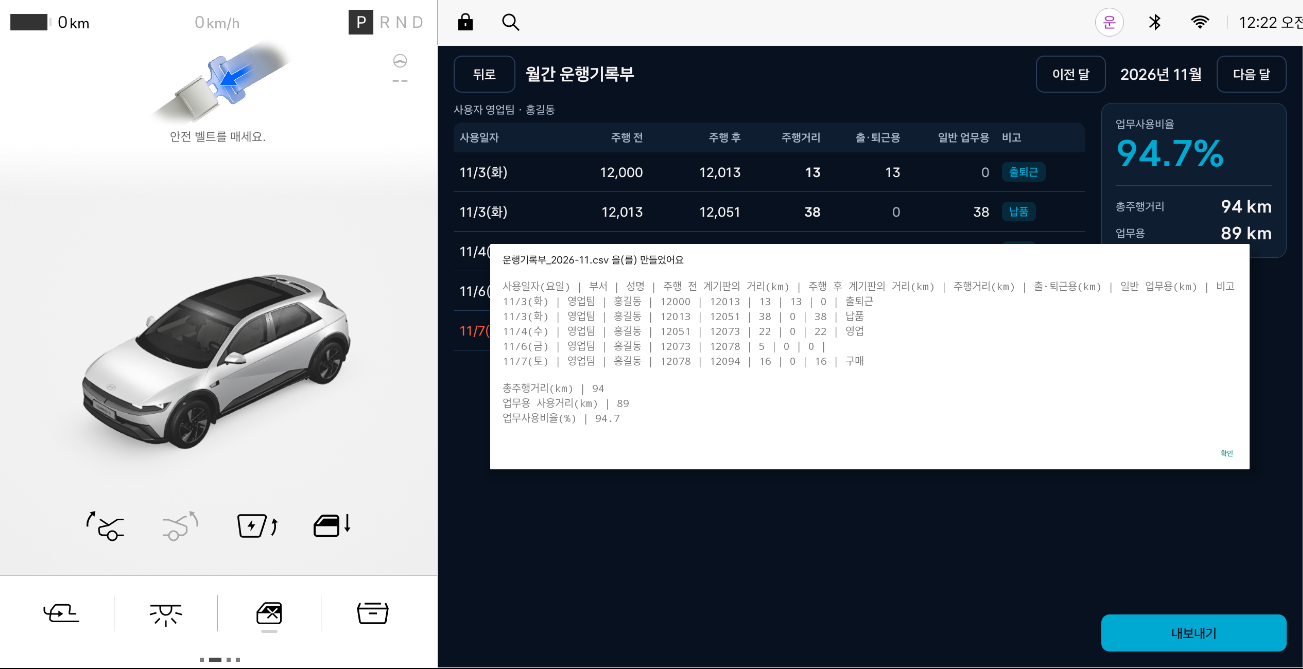 0km
0km/h
P R N D
안전 벨트를 매세요.
운
12:22 오전
뒤로
월간 운행기록부
이전 달
2026년 11월
다음 달
사용자 영업팀 · 홍길동
사용일자 주행 전 주행 후 주행거리 출·퇴근용 일반 업무용 비고
11/3(화) 12,000 12,013 13 13 0 출퇴근
11/3(화) 12,013 12,051 38 0 38 납품
11/4(
11/6(
11/7(
업무사용비율
94.7%
총주행거리 94 km
업무용 89 km
운행기록부_2026-11.csv 을(를) 만들었어요
사용일자(요일) | 부서 | 성명 | 주행 전 계기판의 거리(km) | 주행 후 계기판의 거리(km) | 주행거리(km) | 출·퇴근용(km) | 일반 업무용(km) | 비고
11/3(화) | 영업팀 | 홍길동 | 12000 | 12013 | 13 | 13 | 0 | 출퇴근
11/3(화) | 영업팀 | 홍길동 | 12013 | 12051 | 38 | 0 | 38 | 납품
11/4(수) | 영업팀 | 홍길동 | 12051 | 12073 | 22 | 0 | 22 | 영업
11/6(금) | 영업팀 | 홍길동 | 12073 | 12078 | 5 | 0 | 0 |
11/7(토) | 영업팀 | 홍길동 | 12078 | 12094 | 16 | 0 | 16 | 구매
총주행거리(km) | 94
업무용 사용거리(km) | 89
업무사용비율(%) | 94.7
확인
내보내기